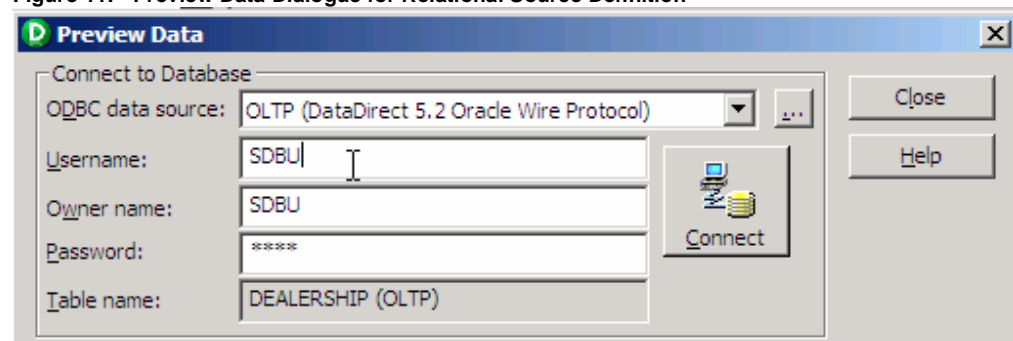 Preview Data
Connect to Database
ODBC data source: OLTP (DataDirect 5.2 Oracle Wire Protocol) ...
Close
Username: SDBU
Help
Owner name: SDBU
Connect
Password: ****
Table name: DEALERSHIP (OLTP)